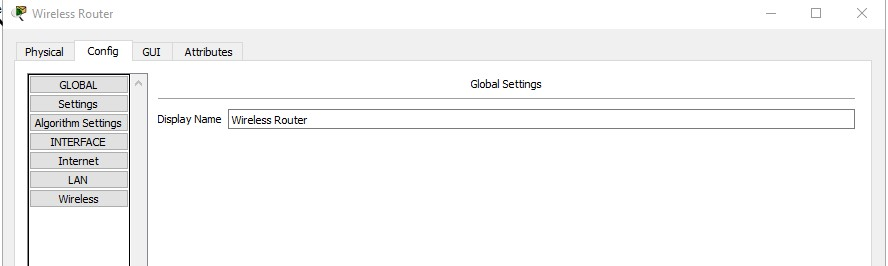 Wireless Router
Physical Config GUI Attributes
GLOBAL
Settings
Algorithm Settings
INTERFACE
Internet
LAN
Wireless
Global Settings
Display Name Wireless Router